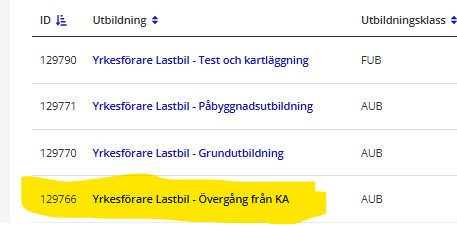 ID Utbildning Utbildningsklass
129790 Yrkesförare Lastbil - Test och kartläggning FUB
129771 Yrkesförare Lastbil - Påbyggnadsutbildning AUB
129770 Yrkesförare Lastbil - Grundutbildning AUB
129766 Yrkesförare Lastbil - Övergång från KA AUB